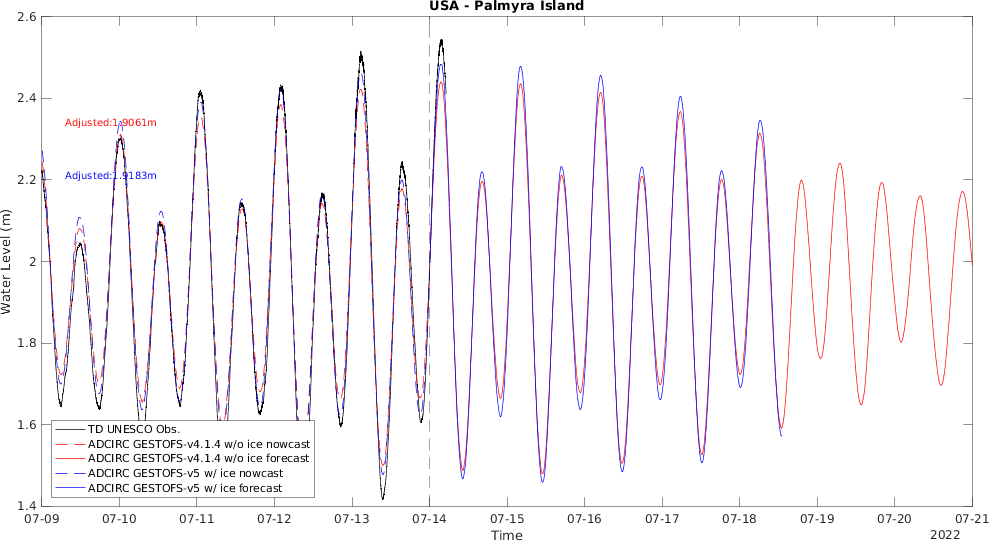 USA - Palmyra Island
2.6
2.4
2.2
2
1.8
1.6
1.4
Water Level (m)
Adjusted:1.9061m
Adjusted:1.9183m
TD UNESCO Obs.
ADCIRC GESTOFS-v4.1.4 w/o ice nowcast
ADCIRC GESTOFS-v4.1.4 w/o ice forecast
ADCIRC GESTOFS-v5 w/ ice nowcast
ADCIRC GESTOFS-v5 w/ ice forecast
07-09 07-10 07-11 07-12 07-13 07-14 07-15 07-16 07-17 07-18 07-19 07-20 07-21
Time
2022